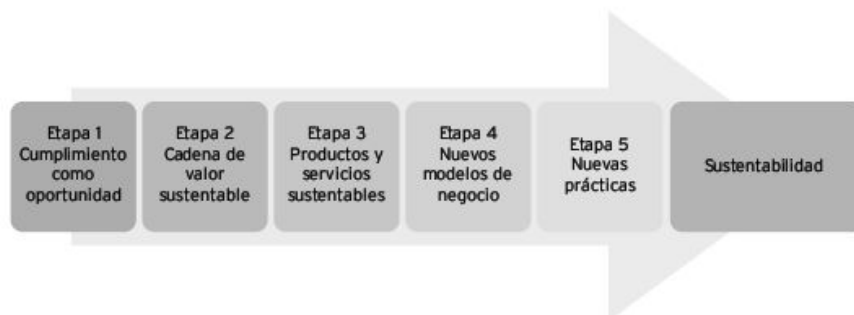 Etapa 1
Cumplimiento
como
oportunidad
Etapa 2
Cadena de
valor
sustentable
Etapa 3
Productos y
servicios
sustentables
Etapa 4
Nuevos
modelos de
negocio
Etapa 5
Nuevas
prácticas
Sustentabilidad